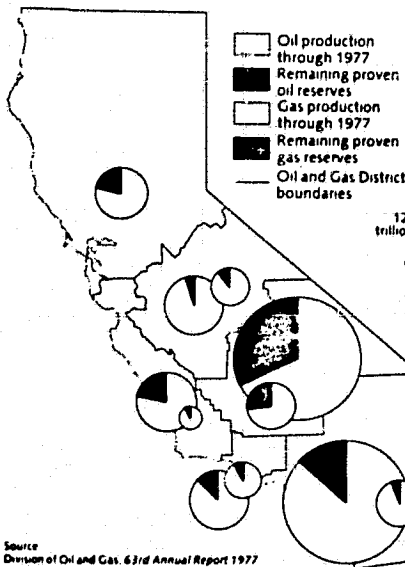 Oil production
through 1977
Remaining proven
oil reserves
Gas production
through 1977
Remaining proven
gas reserves
Oil and Gas District
boundaries
12
trillio
Source
Division of Oil and Gas, 63rd Annual Report 1977